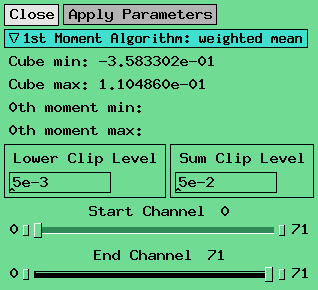 Close Apply Parameters
▽1st Moment Algorithm: weighted mean
Cube min: -3.583302e-01
Cube max: 1.104860e-01
0th moment min:
0th moment max:
Lower Clip Level Sum Clip Level
5e-3 5e-2
Start Channel 0
0 71
End Channel 71
0 71